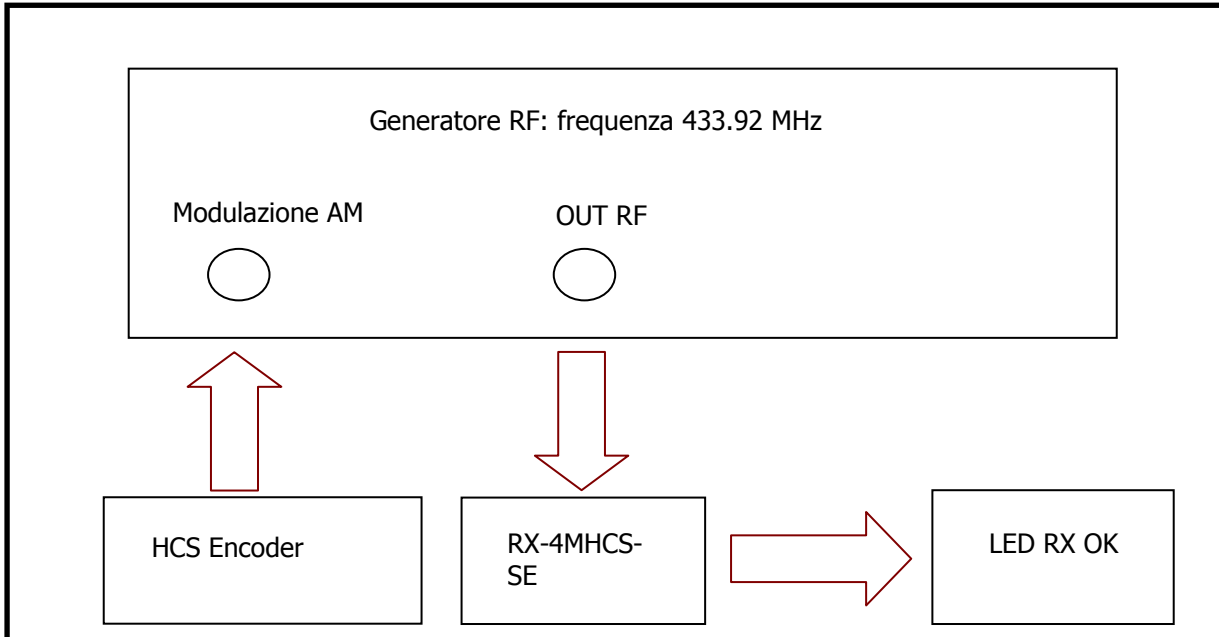 Generatore RF: frequenza 433.92 MHz
Modulazione AM
OUT RF
HCS Encoder
RX-4MHCS-
SE
LED RX OK